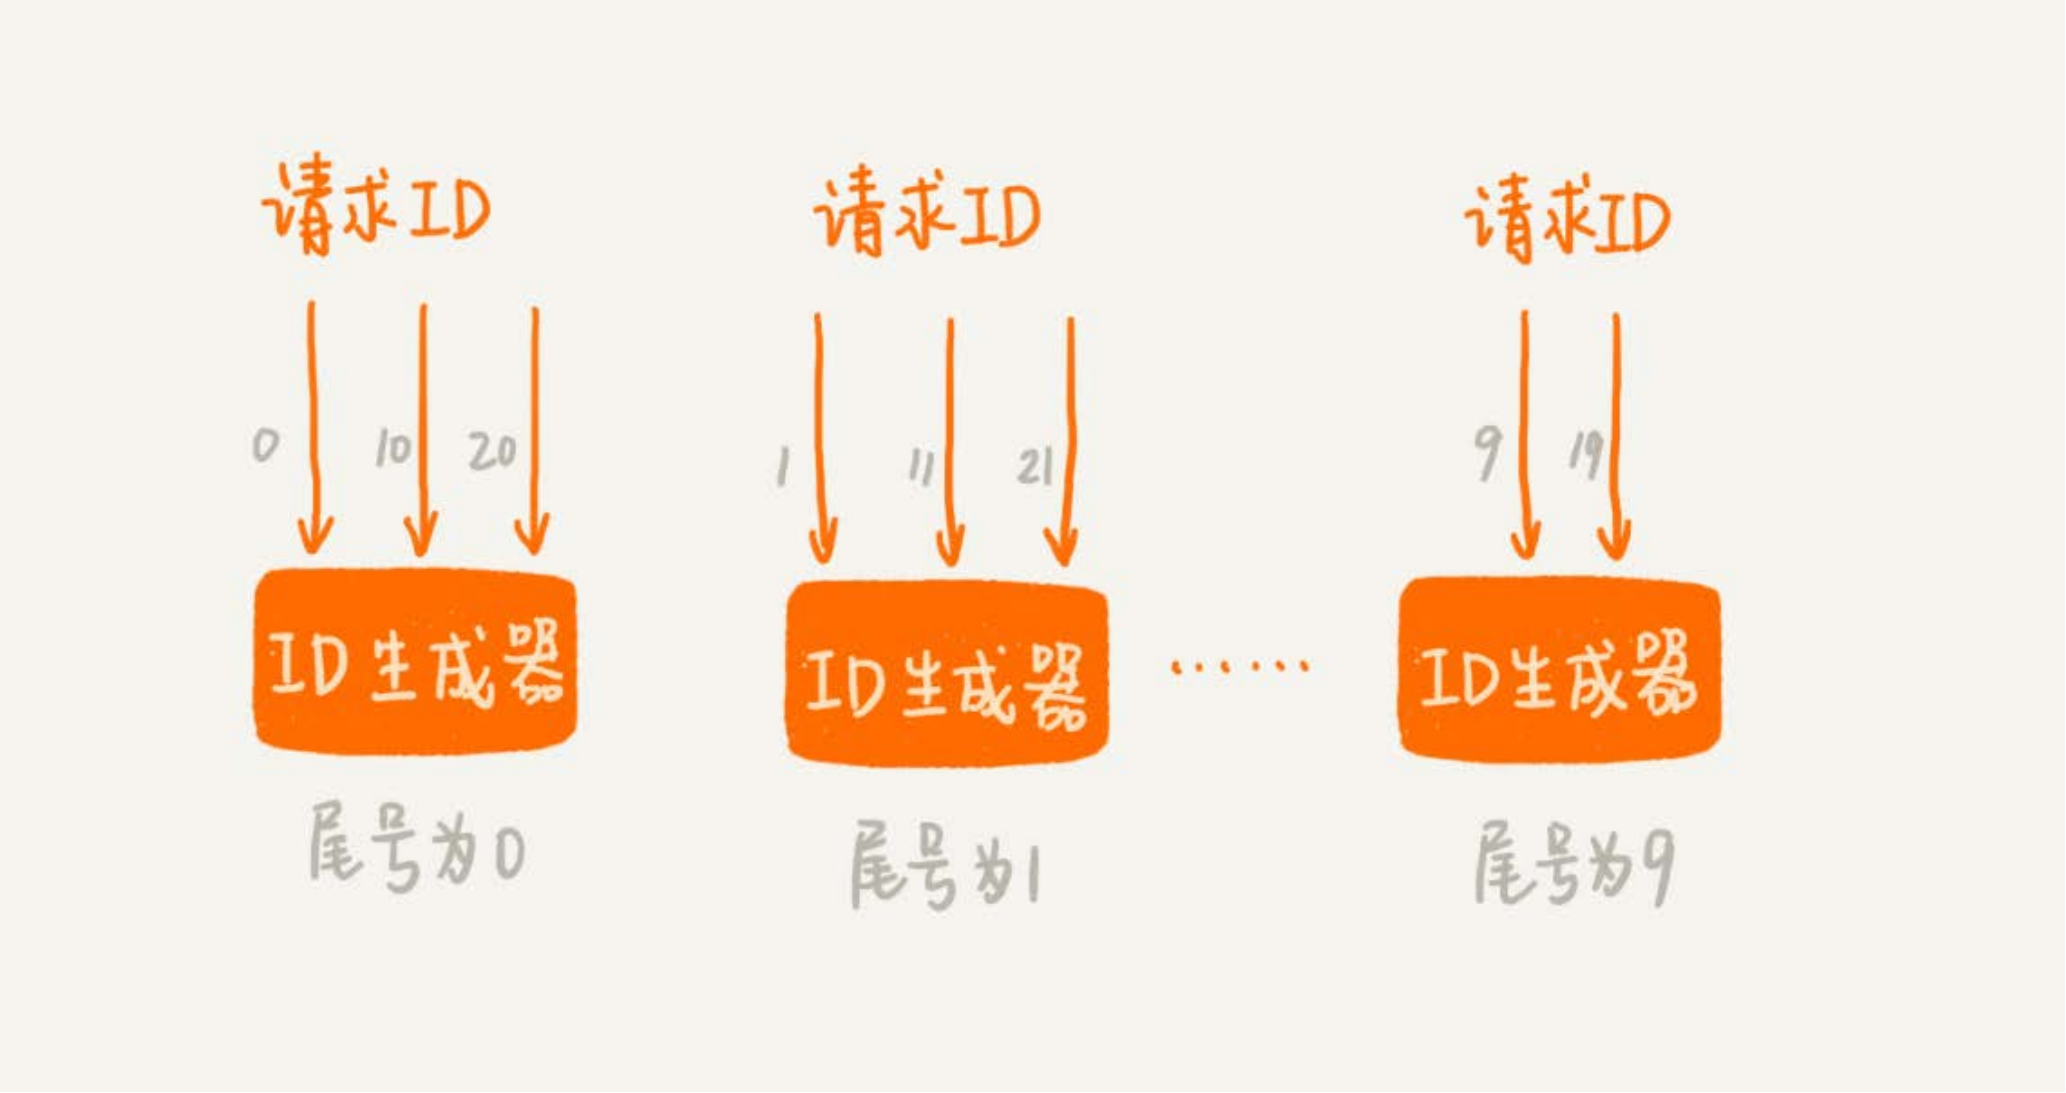 请求ID 请求ID 请求ID
0 10 20 1 11 21 9 19
ID生成器 ID生成器 …… ID生成器
尾号为0 尾号为1 尾号为9